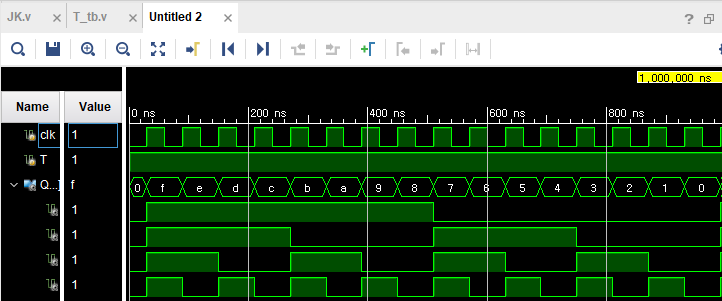 JK.v × T_tb.v × Untitled 2 ×
1,000,000 ns
Name Value
0 ns 200 ns 400 ns 600 ns 800 ns
clk 1
T 1
Q...] f 0 f e d c b a 9 8 7 6 5 4 3 2 1 0
1
1
1
1